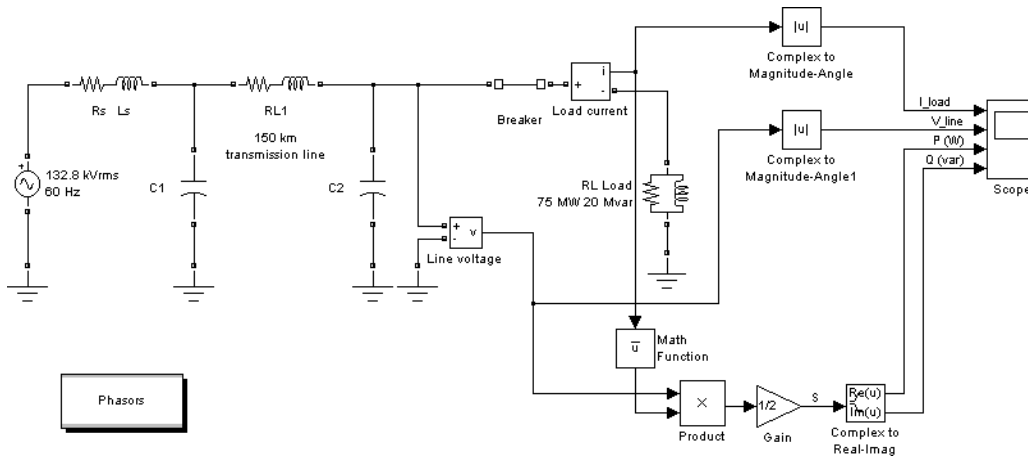 |u|
Complex to
Magnitude-Angle
i
+
-
Load current
Rs Ls
RL1
150 km
transmission line
Breaker
I_load
V_line
P (W)
Q (var)
Scope
|u|
Complex to
Magnitude-Angle1
+
132.8 kVrms
60 Hz
C1
C2
RL Load
75 MW 20 Mvar
+
-
v
Line voltage
u
Math
Function
Phasors
×
Product
1/2
Gain
S
Re(u)
Im(u)
Complex to
Real-Imag